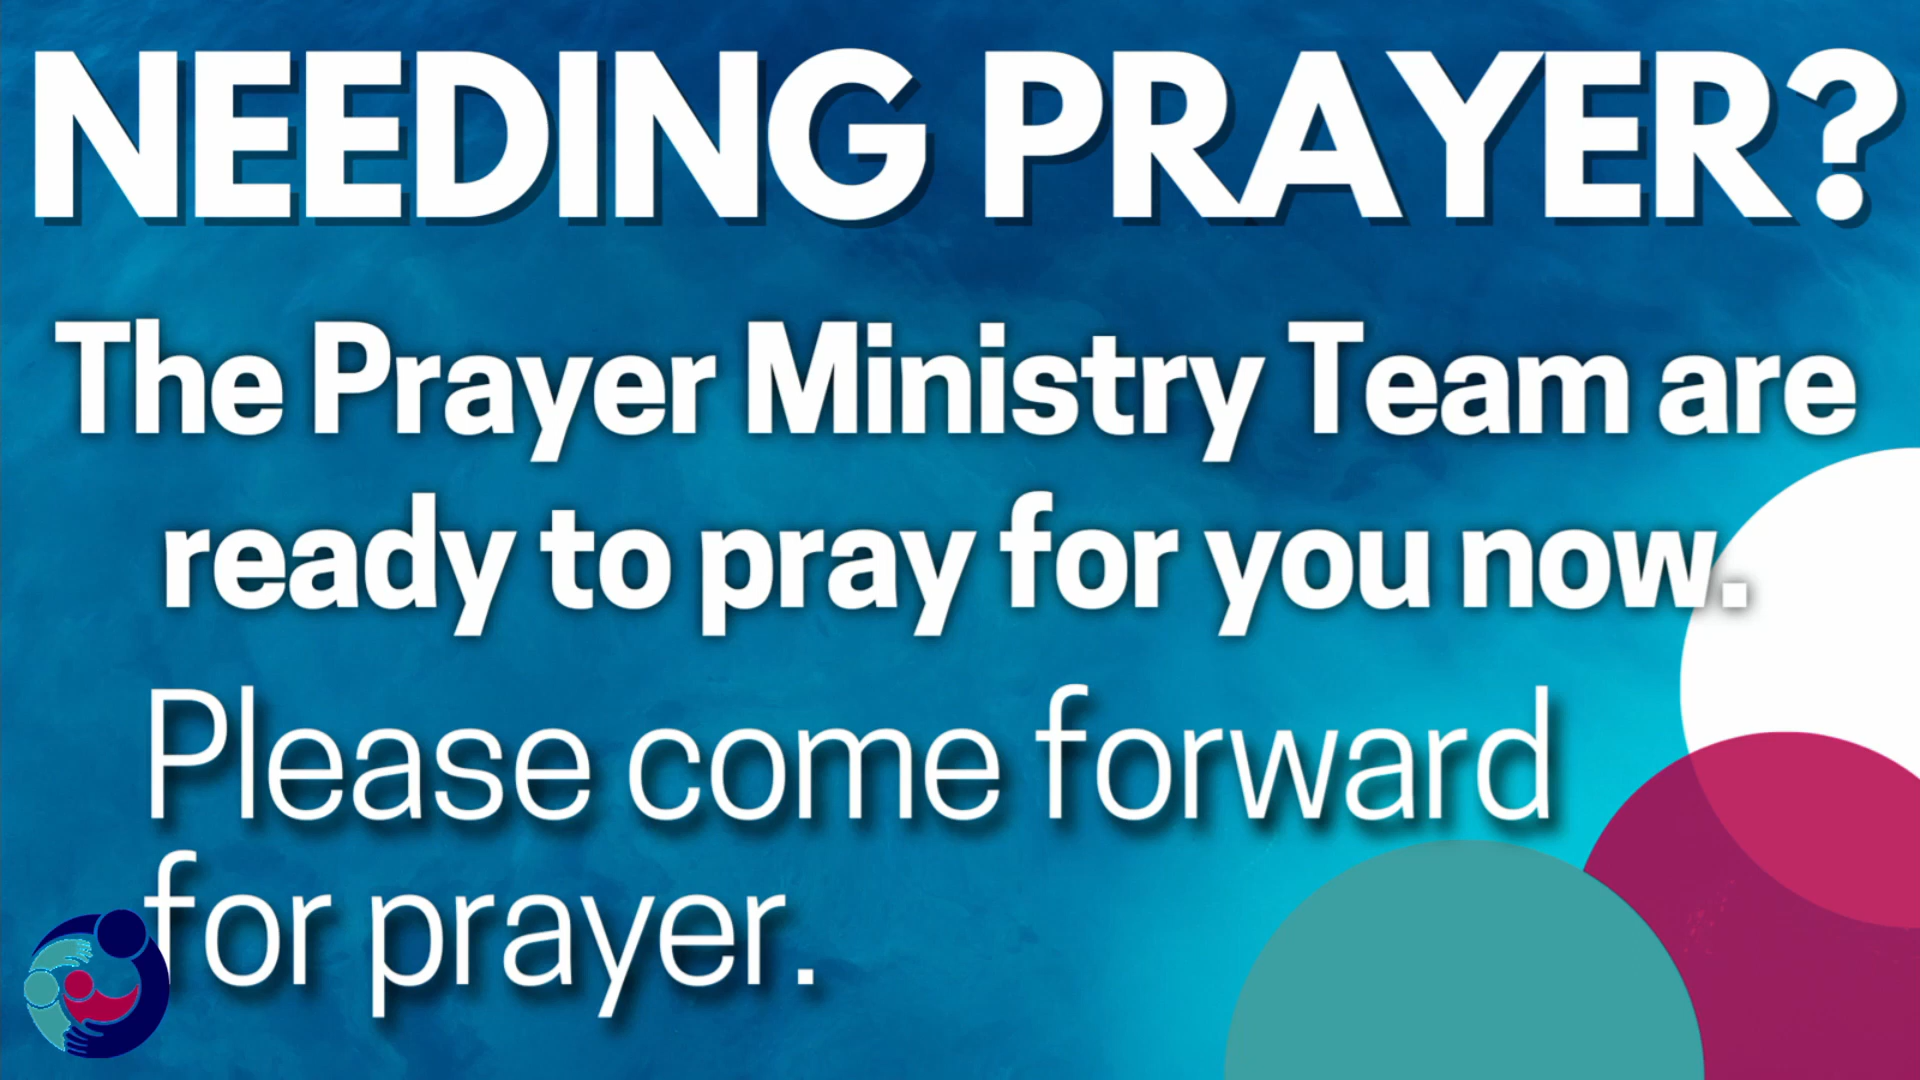 NEEDING PRAYER?
The Prayer Ministry Team are
ready to pray for you now.
Please come forward
for prayer.